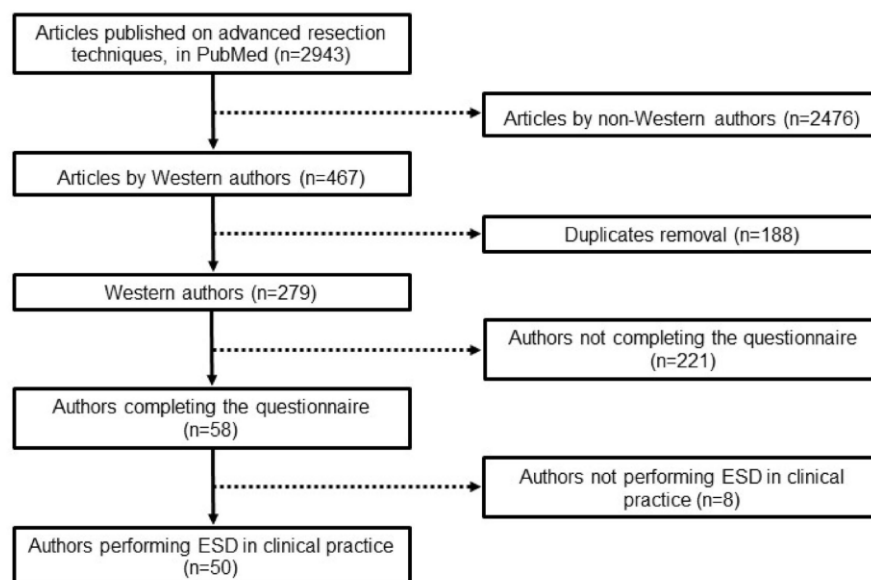 Articles published on advanced resection
techniques, in PubMed (n=2943)
Articles by non-Western authors (n=2476)
Articles by Western authors (n=467)
Duplicates removal (n=188)
Western authors (n=279)
Authors not completing the questionnaire
(n=221)
Authors completing the questionnaire
(n=58)
Authors not performing ESD in clinical
practice (n=8)
Authors performing ESD in clinical practice
(n=50)